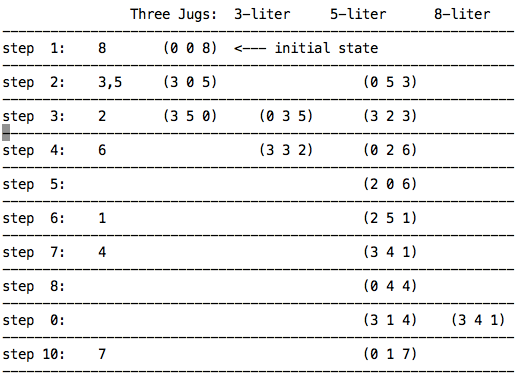 Three Jugs: 3-liter 5-liter 8-liter
step 1: 8 (0 0 8) <--- initial state
step 2: 3,5 (3 0 5) (0 5 3)
step 3: 2 (3 5 0) (0 3 5) (3 2 3)
step 4: 6 (3 3 2) (0 2 6)
step 5: (2 0 6)
step 6: 1 (2 5 1)
step 7: 4 (3 4 1)
step 8: (0 4 4)
step 0: (3 1 4) (3 4 1)
step 10: 7 (0 1 7)